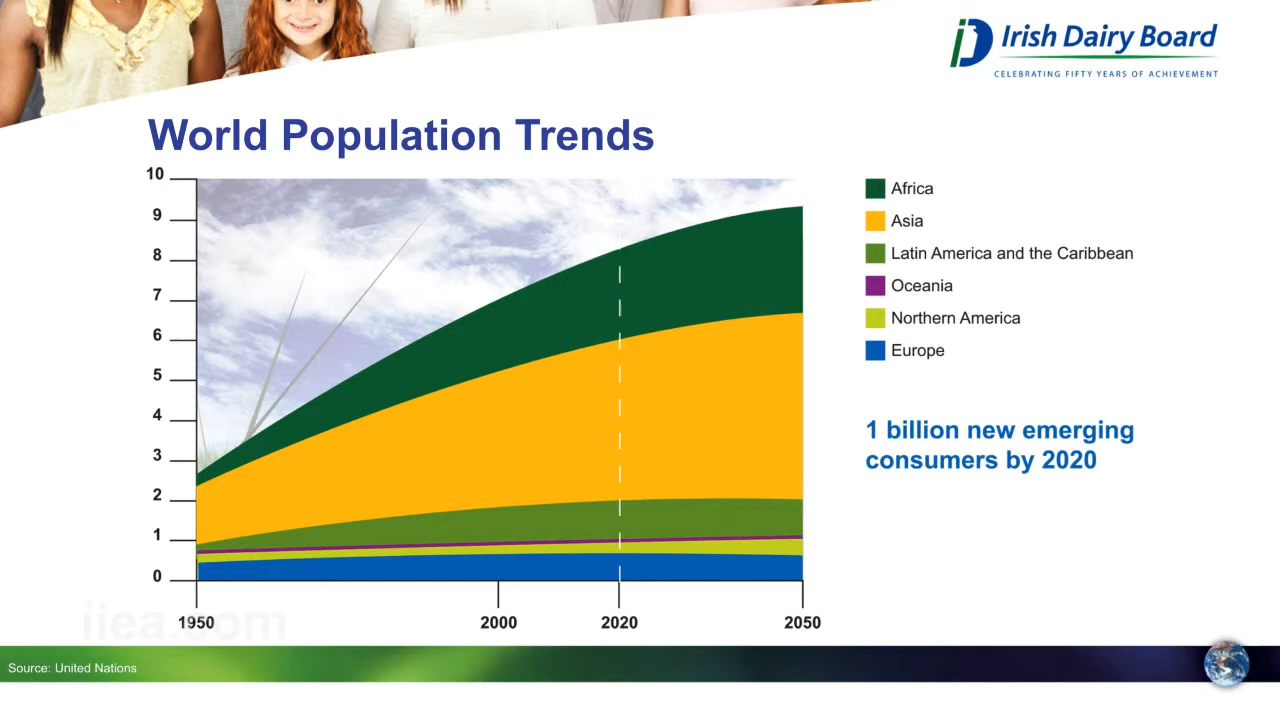 Irish Dairy Board
CELEBRATING FIFTY YEARS OF ACHIEVEMENT
World Population Trends
10
9
8
7
6
5
4
3
2
1
0
1950
2000
2020
2050
Africa
Asia
Latin America and the Caribbean
Oceania
Northern America
Europe
1 billion new emerging
consumers by 2020
iiea.com
Source: United Nations